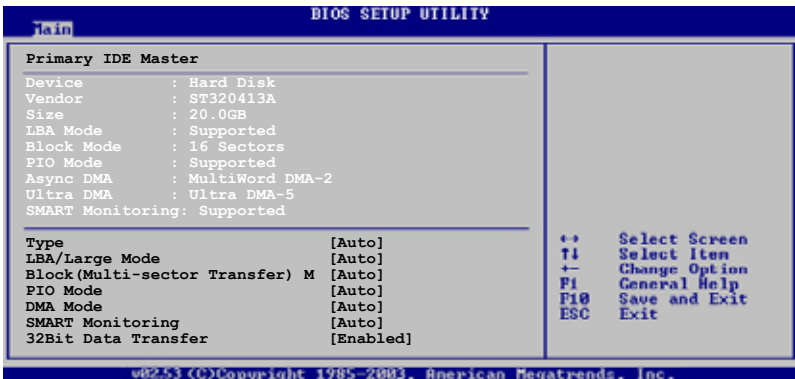 BIOS SETUP UTILITY
Main
Primary IDE Master
Device : Hard Disk
Vendor : ST320413A
Size : 20.0GB
LBA Mode : Supported
Block Mode : 16 Sectors
PIO Mode : Supported
Async DMA : MultiWord DMA-2
Ultra DMA : Ultra DMA-5
SMART Monitoring: Supported
Type [Auto]
LBA/Large Mode [Auto]
Block(Multi-sector Transfer) M [Auto]
PIO Mode [Auto]
DMA Mode [Auto]
SMART Monitoring [Auto]
32Bit Data Transfer [Enabled]
←→ Select Screen
↑↓ Select Item
+- Change Option
F1 General Help
F10 Save and Exit
ESC Exit
v02.53 (C)Copyright 1985-2003, American Megatrends, Inc.